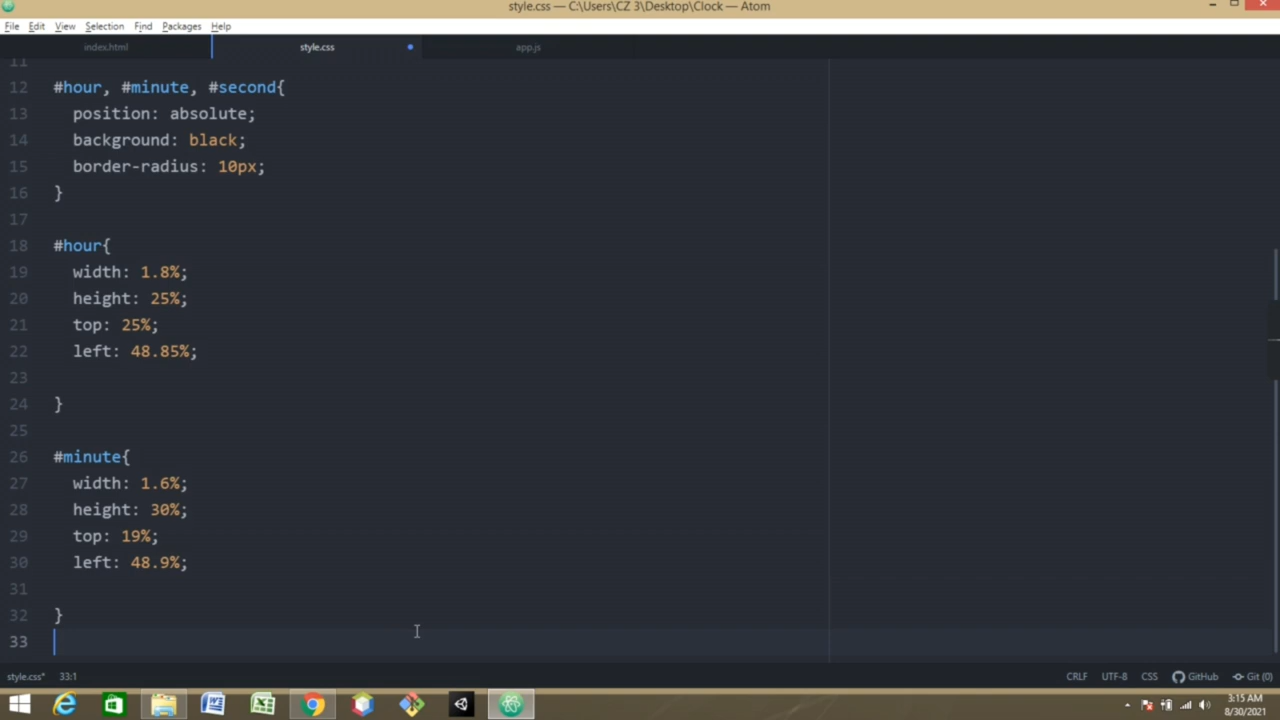 style.css — C:\Users\CZ 3\Desktop\Clock — Atom
File Edit View Selection Find Packages Help
index.html style.css app.js
11
12 #hour, #minute, #second{
13 position: absolute;
14 background: black;
15 border-radius: 10px;
16 }
17
18 #hour{
19 width: 1.8%;
20 height: 25%;
21 top: 25%;
22 left: 48.85%;
23
24 }
25
26 #minute{
27 width: 1.6%;
28 height: 30%;
29 top: 19%;
30 left: 48.9%;
31
32 }
33
style.css* 33:1 CRLF UTF-8 CSS GitHub Git (0)
3:15 AM
8/30/2021